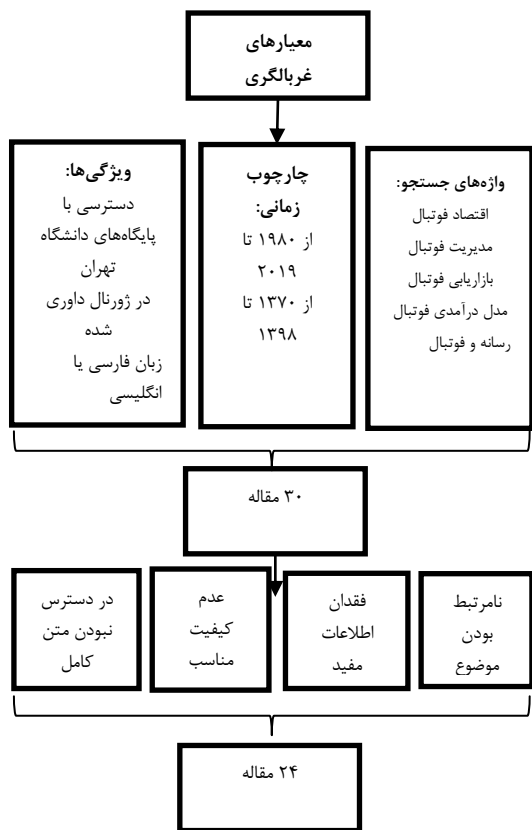 معیارهای
غربالگری
واژه‌های جستجو:
اقتصاد فوتبال
مدیریت فوتبال
بازاریابی فوتبال
مدل درآمدی فوتبال
رسانه و فوتبال
چارچوب
زمانی:
از ۱۹۸۰ تا
۲۰۱۹
از ۱۳۷۰ تا
۱۳۹۸
ویژگی‌ها:
دسترسی با
پایگاه‌های دانشگاه
تهران
در ژورنال داوری
شده
زبان فارسی یا
انگلیسی
۳۰ مقاله
نامرتبط
بودن
موضوع
فقدان
اطلاعات
مفید
عدم
کیفیت
مناسب
در دسترس
نبودن متن
کامل
۲۴ مقاله